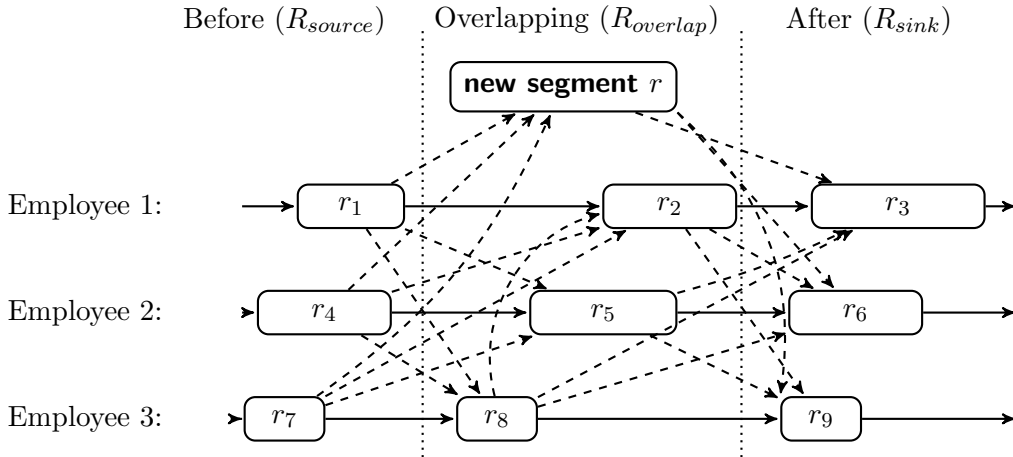 Before (R_source) Overlapping (R_overlap) After (R_sink)
new segment r
Employee 1: r_1 r_2 r_3
Employee 2: r_4 r_5 r_6
Employee 3: r_7 r_8 r_9